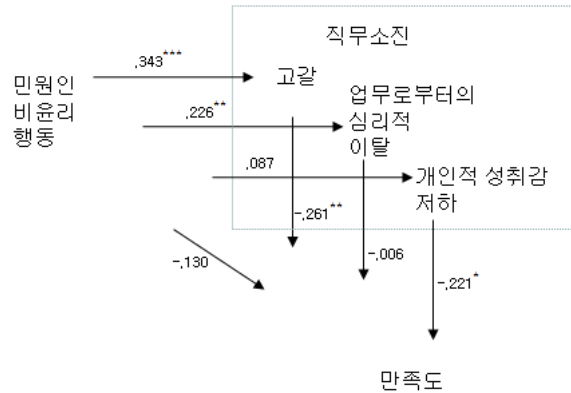 직무소진
.343***
고갈
민원인
비윤리
행동
.226**
업무로부터의
심리적
이탈
.087
개인적 성취감
저하
-.261**
-.006
-.130
-.221*
만족도